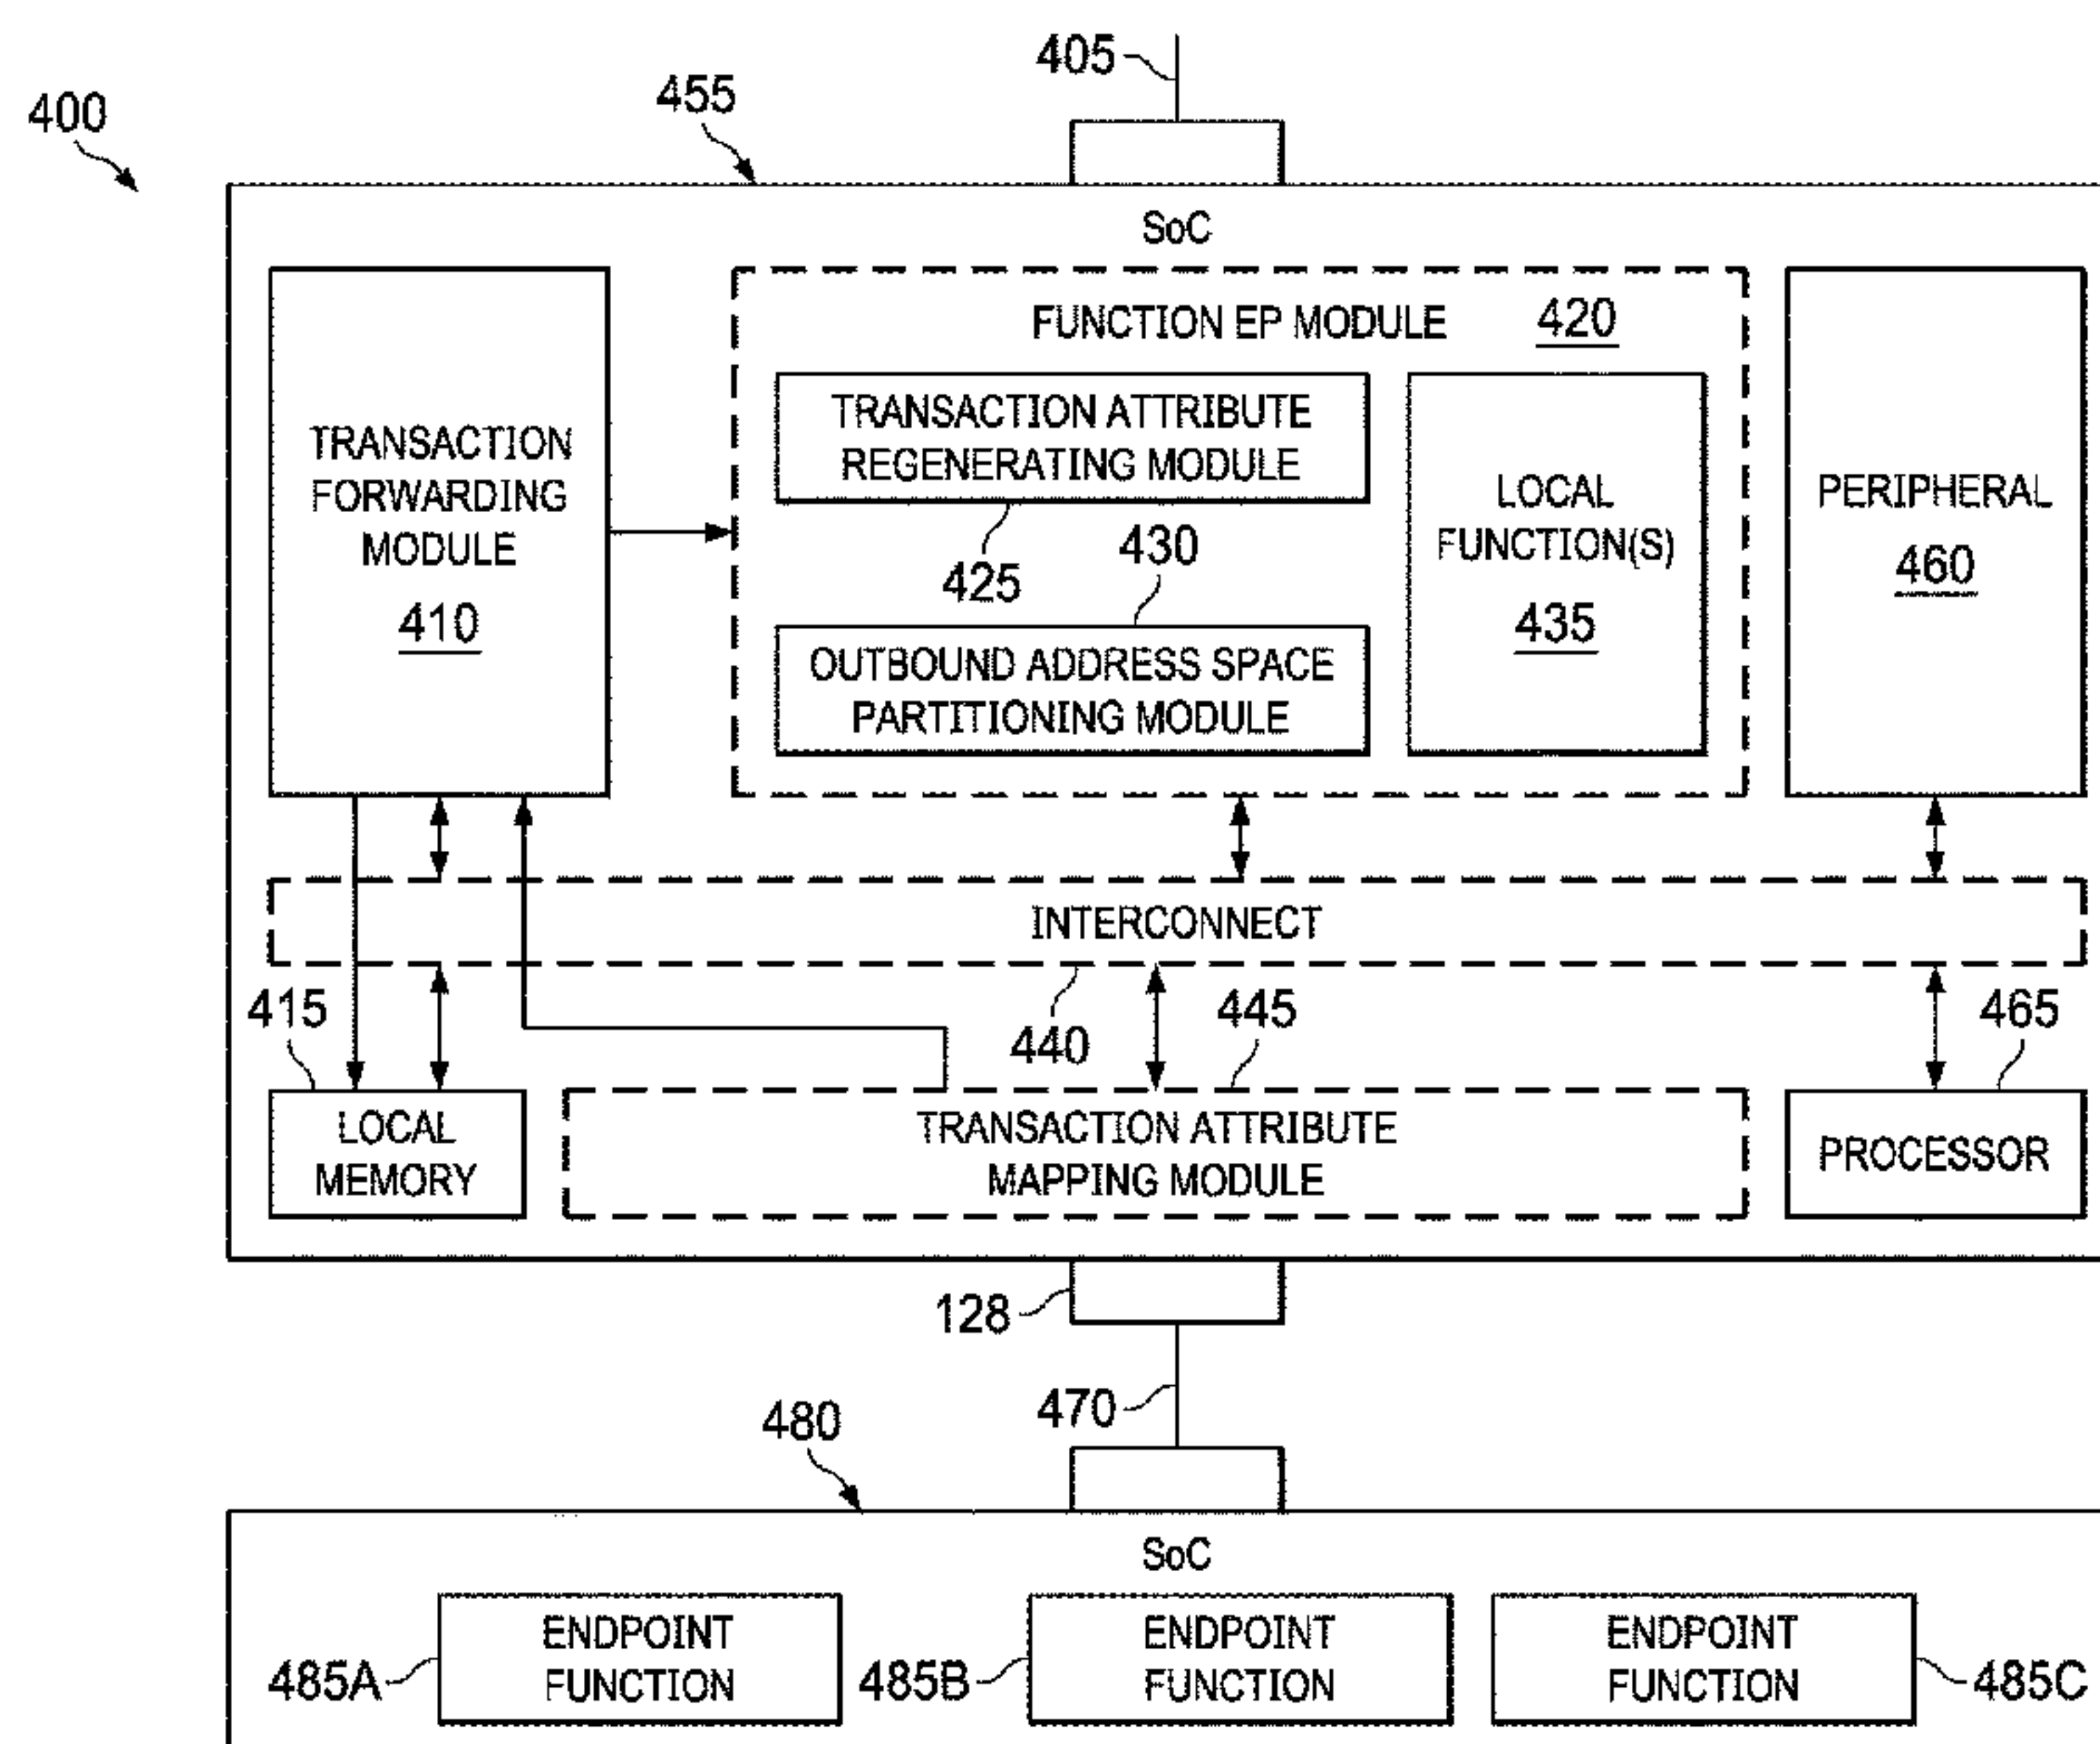 405
455
400
SoC
FUNCTION EP MODULE 420
TRANSACTION ATTRIBUTE
REGENERATING MODULE
425
430
OUTBOUND ADDRESS SPACE
PARTITIONING MODULE
TRANSACTION
FORWARDING
MODULE
410
LOCAL
FUNCTION(S)
435
PERIPHERAL
460
INTERCONNECT
415
440
445
465
LOCAL
MEMORY
TRANSACTION ATTRIBUTE
MAPPING MODULE
PROCESSOR
128
470
480
SoC
ENDPOINT
FUNCTION
485A
ENDPOINT
FUNCTION
485B
ENDPOINT
FUNCTION
485C